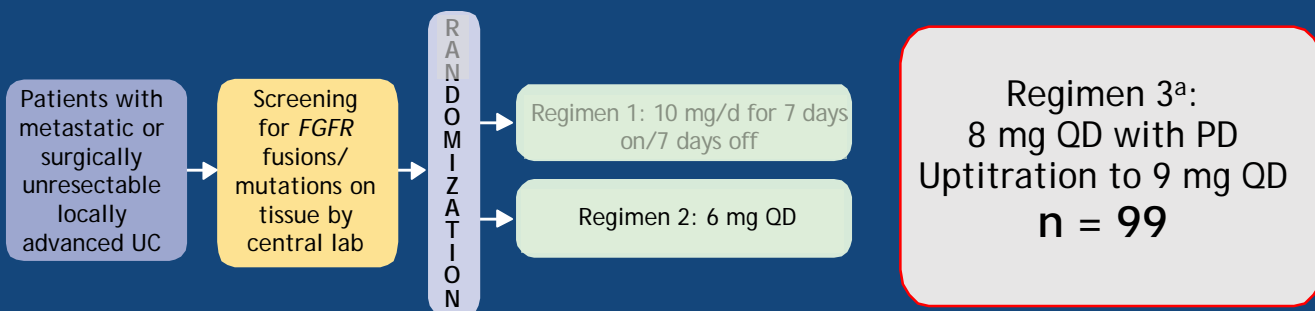 Patients with
metastatic or
surgically
unresectable
locally
advanced UC
Screening
for FGFR
fusions/
mutations on
tissue by
central lab
RANDOMIZATION
Regimen 1: 10 mg/d for 7 days
on/7 days off
Regimen 2: 6 mg QD
Regimen 3ᵃ:
8 mg QD with PD
Uptitration to 9 mg QD
n = 99